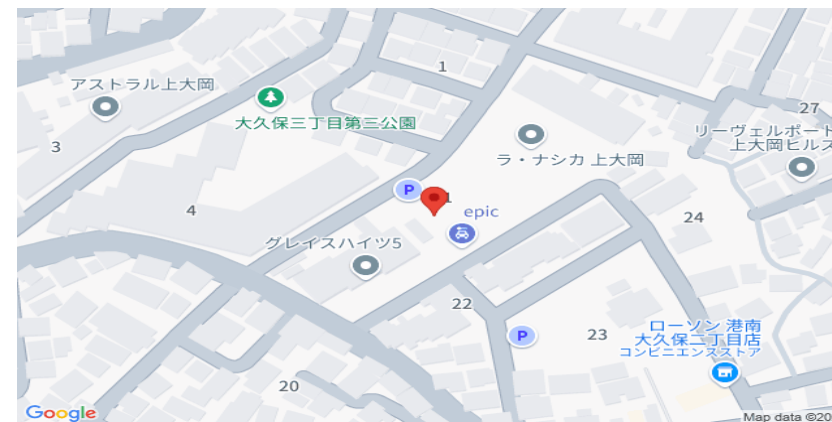 1
アストラル上大岡
大久保三丁目第三公園
27
リーヴェルポート
上大岡ヒルズ
3
ラ・ナシカ 上大岡
P
1
4
epic
24
グレイスハイツ5
22
P
23
ローソン 港南
大久保二丁目店
コンビニエンスストア
20
Google
Map data ©20